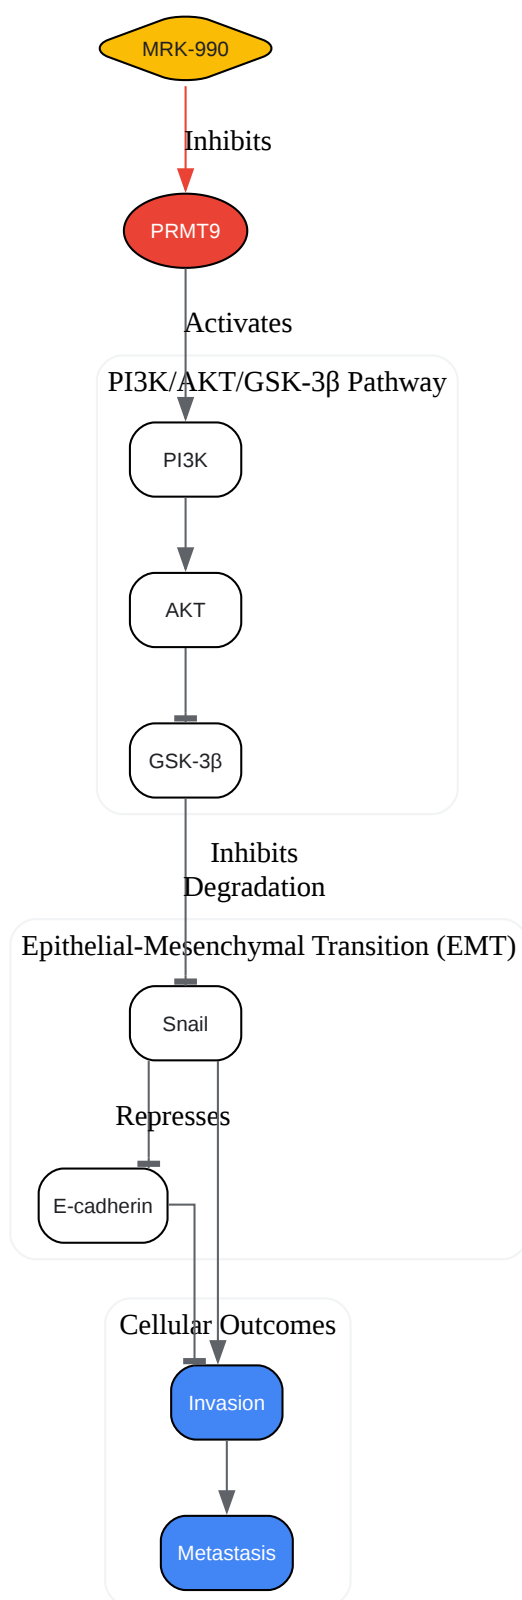 MRK-990
Inhibits
PRMT9
Activates
PI3K/AKT/GSK-3β Pathway
PI3K
AKT
GSK-3β
Inhibits
Degradation
Epithelial-Mesenchymal Transition (EMT)
Snail
Represses
E-cadherin
Cellular Outcomes
Invasion
Metastasis